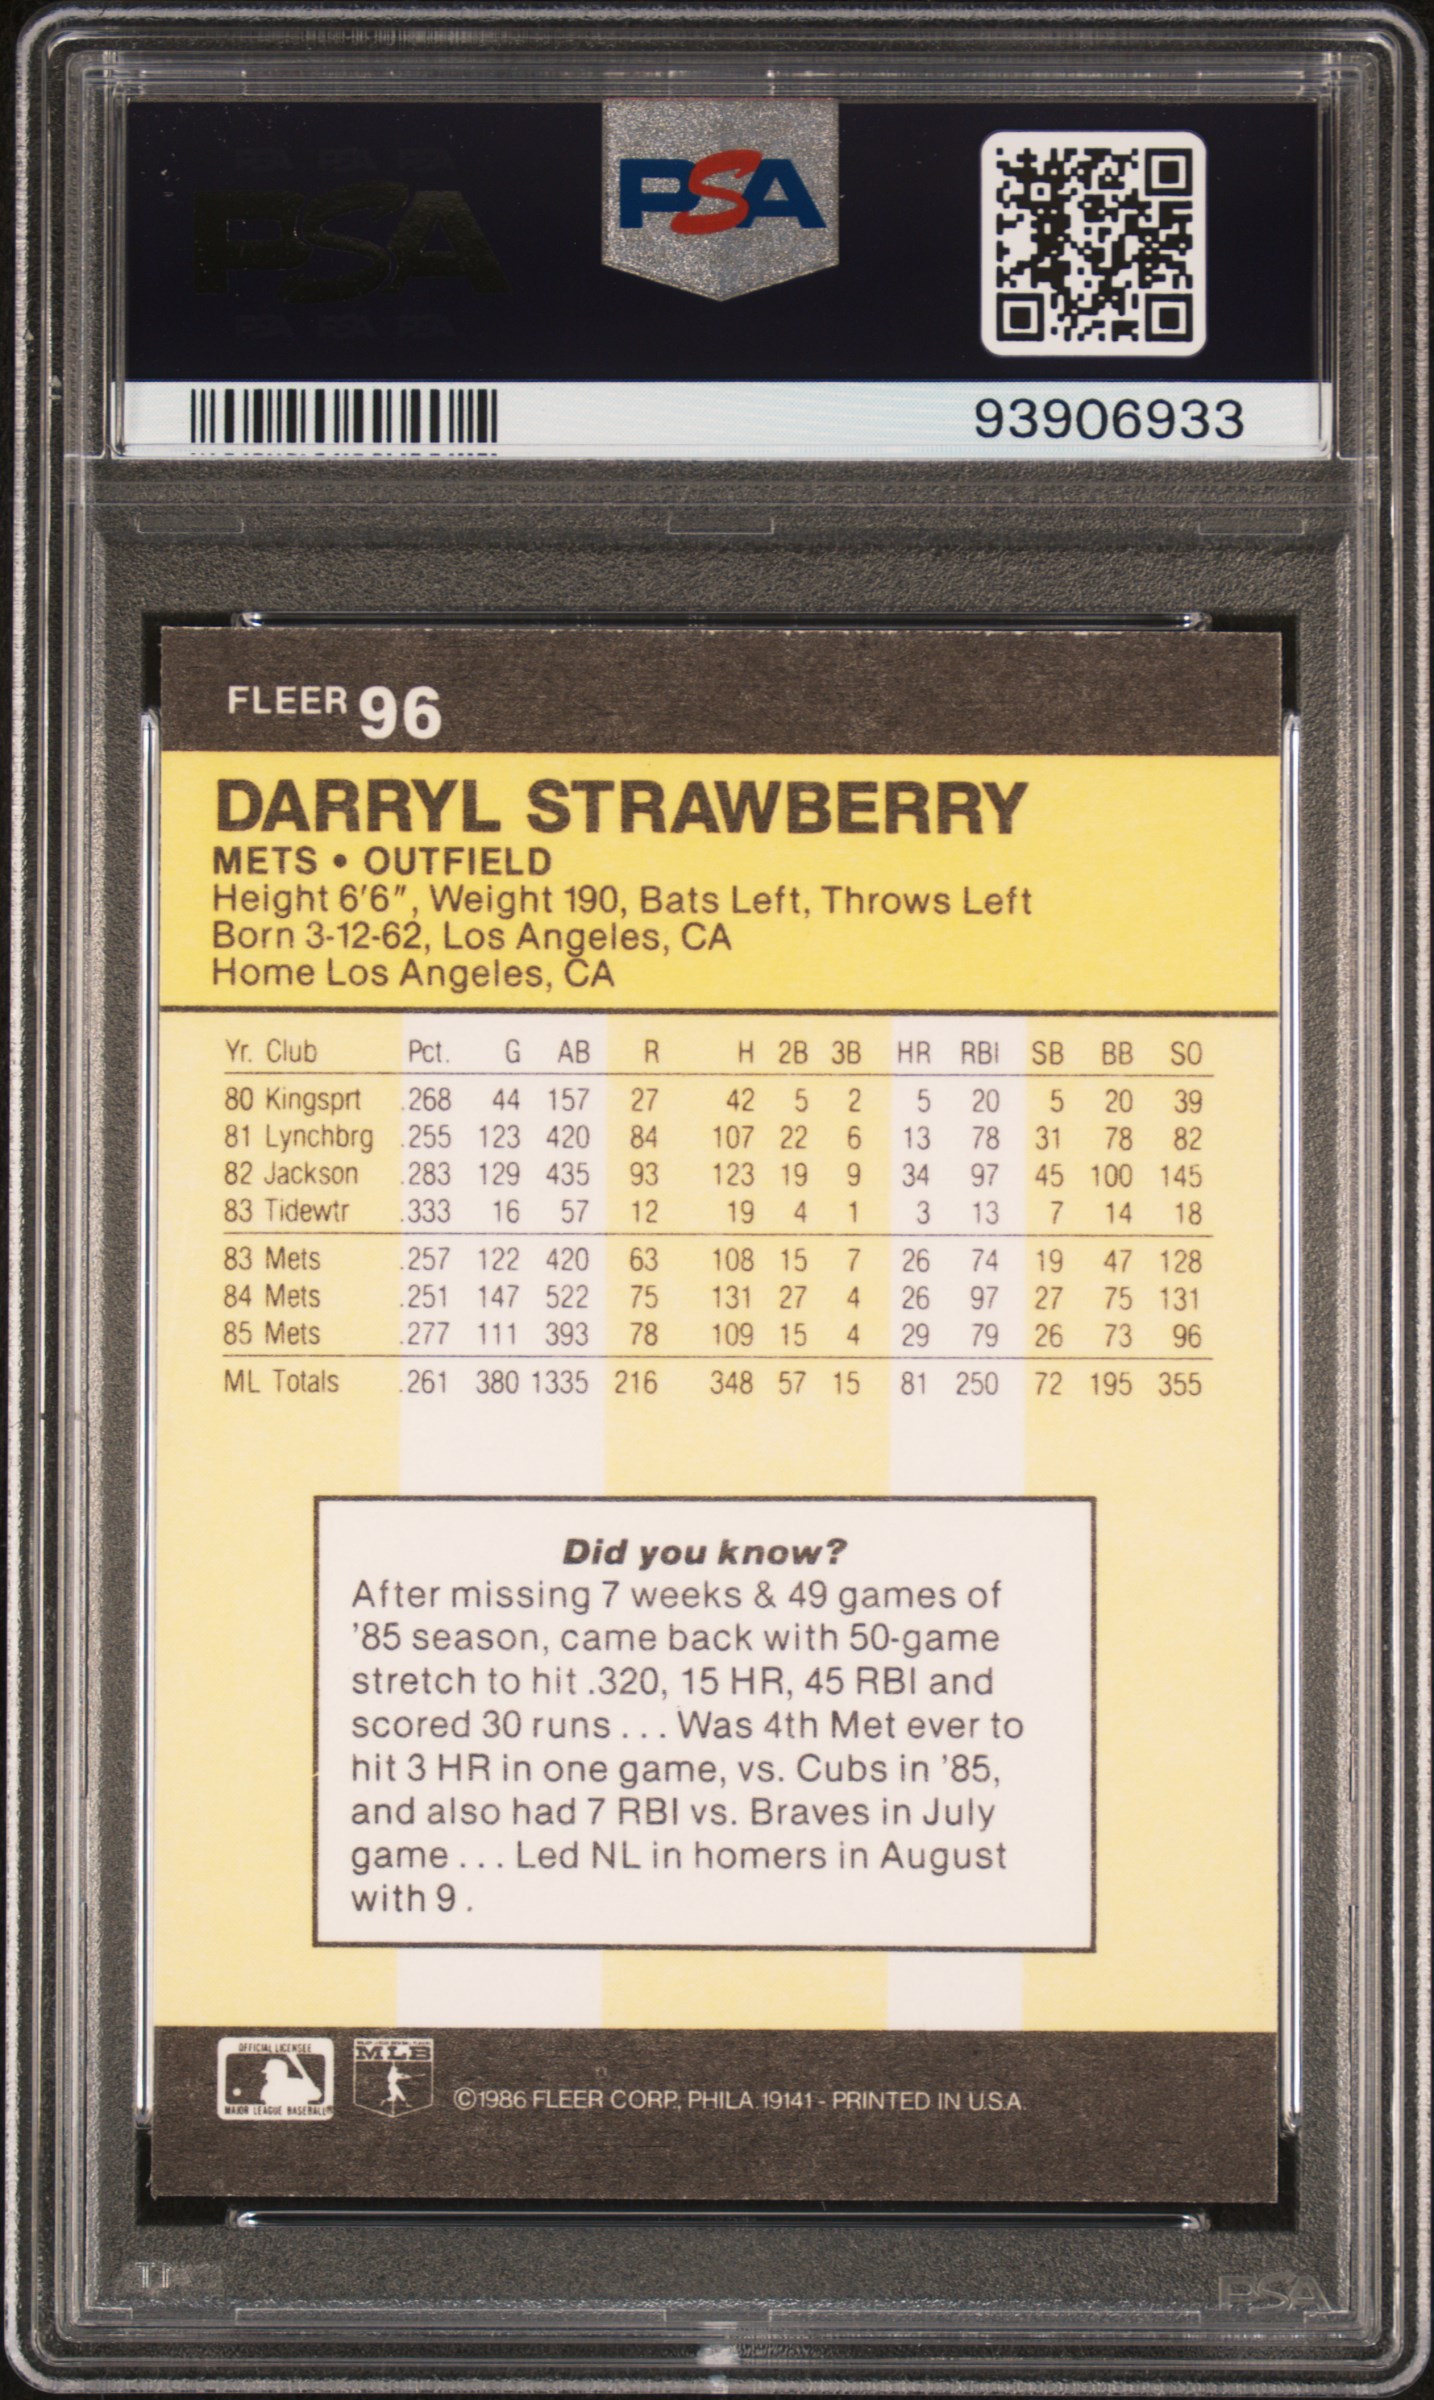 PSA
PSA
93906933
FLEER 96
DARRYL STRAWBERRY
METS • OUTFIELD
Height 6'6", Weight 190, Bats Left, Throws Left
Born 3-12-62, Los Angeles, CA
Home Los Angeles, CA
Yr. Club Pct. G AB R H 2B 3B HR RBI SB BB SO
80 Kingsprt .268 44 157 27 42 5 2 5 20 5 20 39
81 Lynchbrg .255 123 420 84 107 22 6 13 78 31 78 82
82 Jackson .283 129 435 93 123 19 9 34 97 45 100 145
83 Tidewtr .333 16 57 12 19 4 1 3 13 7 14 18
83 Mets .257 122 420 63 108 15 7 26 74 19 47 128
84 Mets .251 147 522 75 131 27 4 26 97 27 75 131
85 Mets .277 111 393 78 109 15 4 29 79 26 73 96
ML Totals .261 380 1335 216 348 57 15 81 250 72 195 355
Did you know?
After missing 7 weeks & 49 games of
'85 season, came back with 50-game
stretch to hit .320, 15 HR, 45 RBI and
scored 30 runs . . . Was 4th Met ever to
hit 3 HR in one game, vs. Cubs in '85,
and also had 7 RBI vs. Braves in July
game . . . Led NL in homers in August
with 9 .
OFFICIAL LICENSEE
MAJOR LEAGUE BASEBALL
MLB
©1986 FLEER CORP., PHILA. 19141 - PRINTED IN U.S.A.
PSA